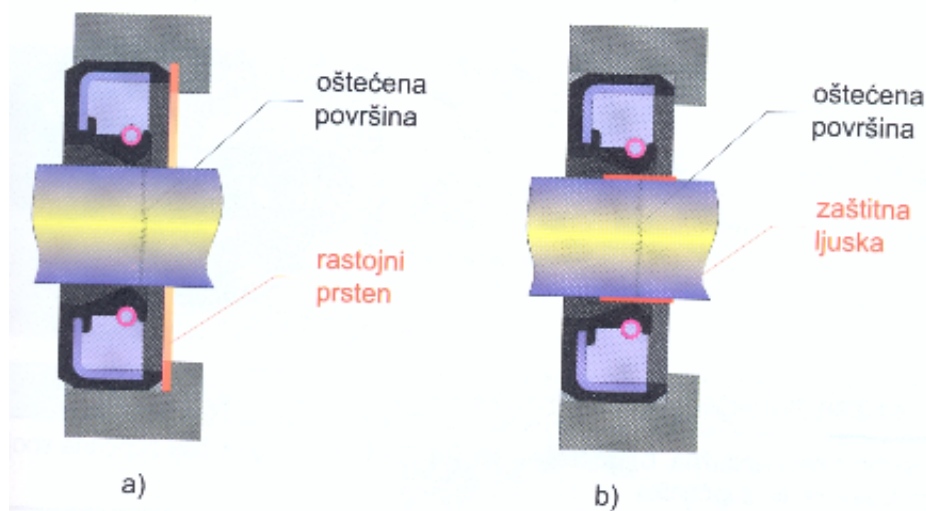 oštećena
površina
rastojni
prsten
a)
oštećena
površina
zaštitna
ljuska
b)